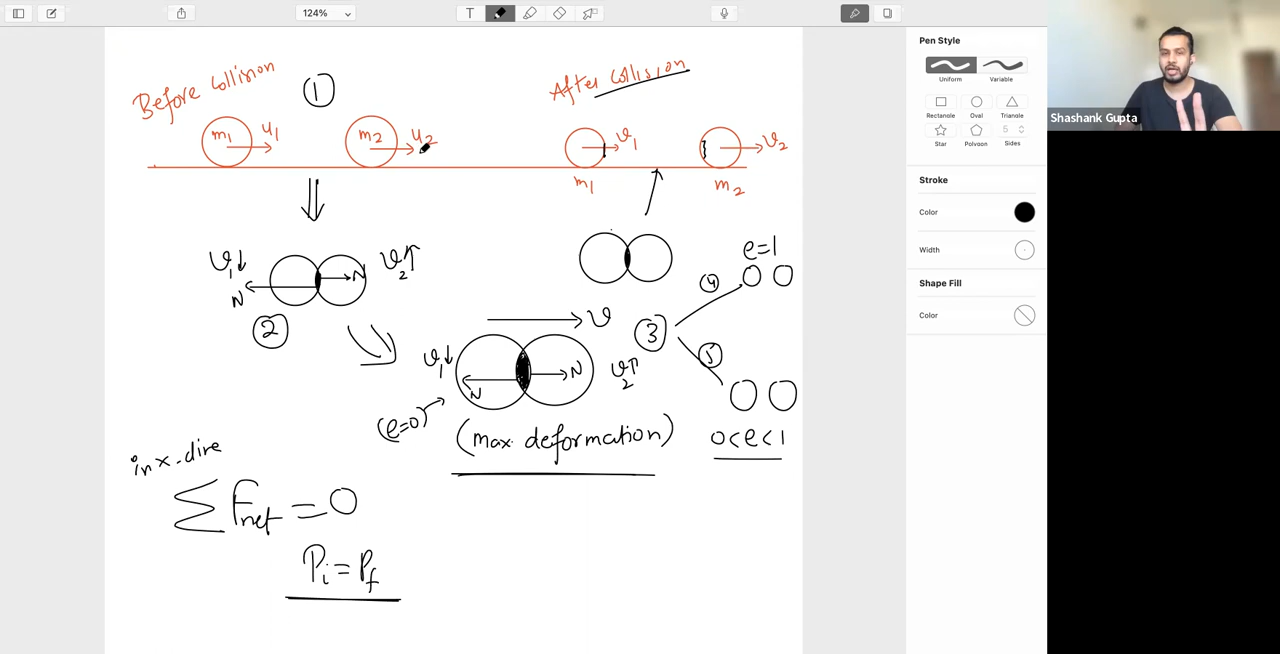 124%
T
Pen Style
Uniform
Variable
Rectangle
Oval
Triangle
Star
Polygon
5
Sides
Stroke
Color
Width
Shape Fill
Color
Shashank Gupta
Before Collision
①
After Collision
m₁ u₁
m₂ u₂
v₁
v₂
m₁
m₂
v₁↓
v₂↑
N
N
②
e=1
④
③
⑤
v
v₁↓
v₂↑
N
N
(e=0)
(max. deformation)
0<e<1
in x-dire
ΣFnet = 0
Pi = Pf